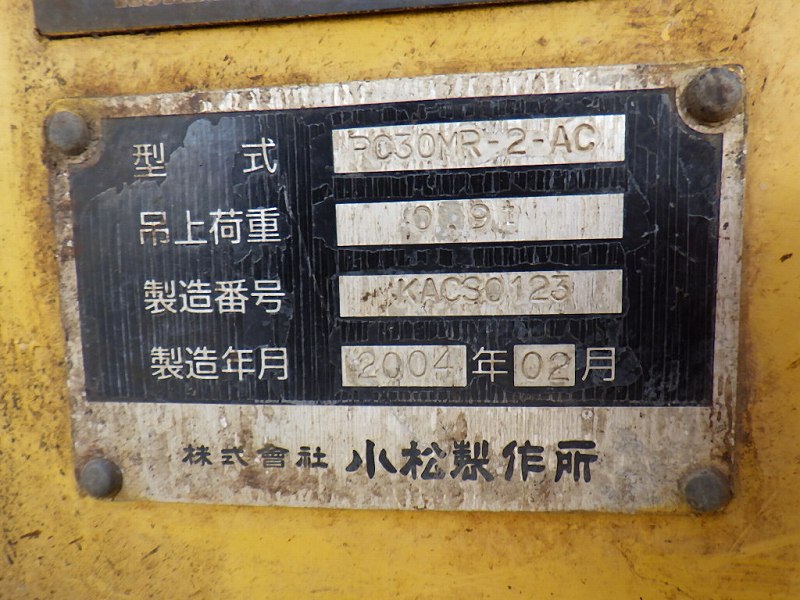 型式 PC30MR-2-AC
吊上荷重 0.9t
製造番号 KAC30123
製造年月 2004年02月
株式會社 小松製作所